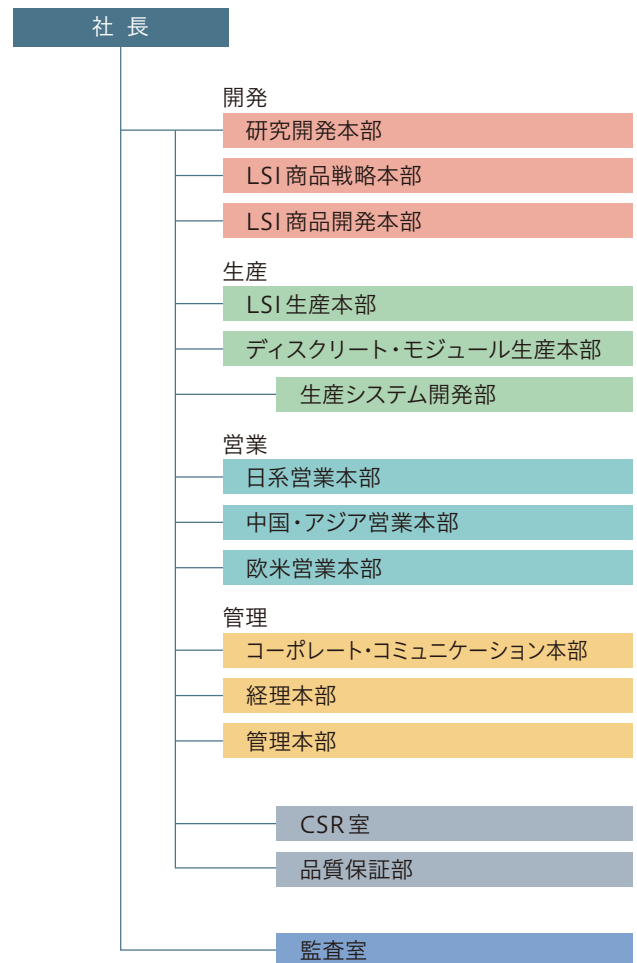 社長
開発
研究開発本部
LSI商品戦略本部
LSI商品開発本部
生産
LSI生産本部
ディスクリート・モジュール生産本部
生産システム開発部
営業
日系営業本部
中国・アジア営業本部
欧米営業本部
管理
コーポレート・コミュニケーション本部
経理本部
管理本部
CSR室
品質保証部
監査室